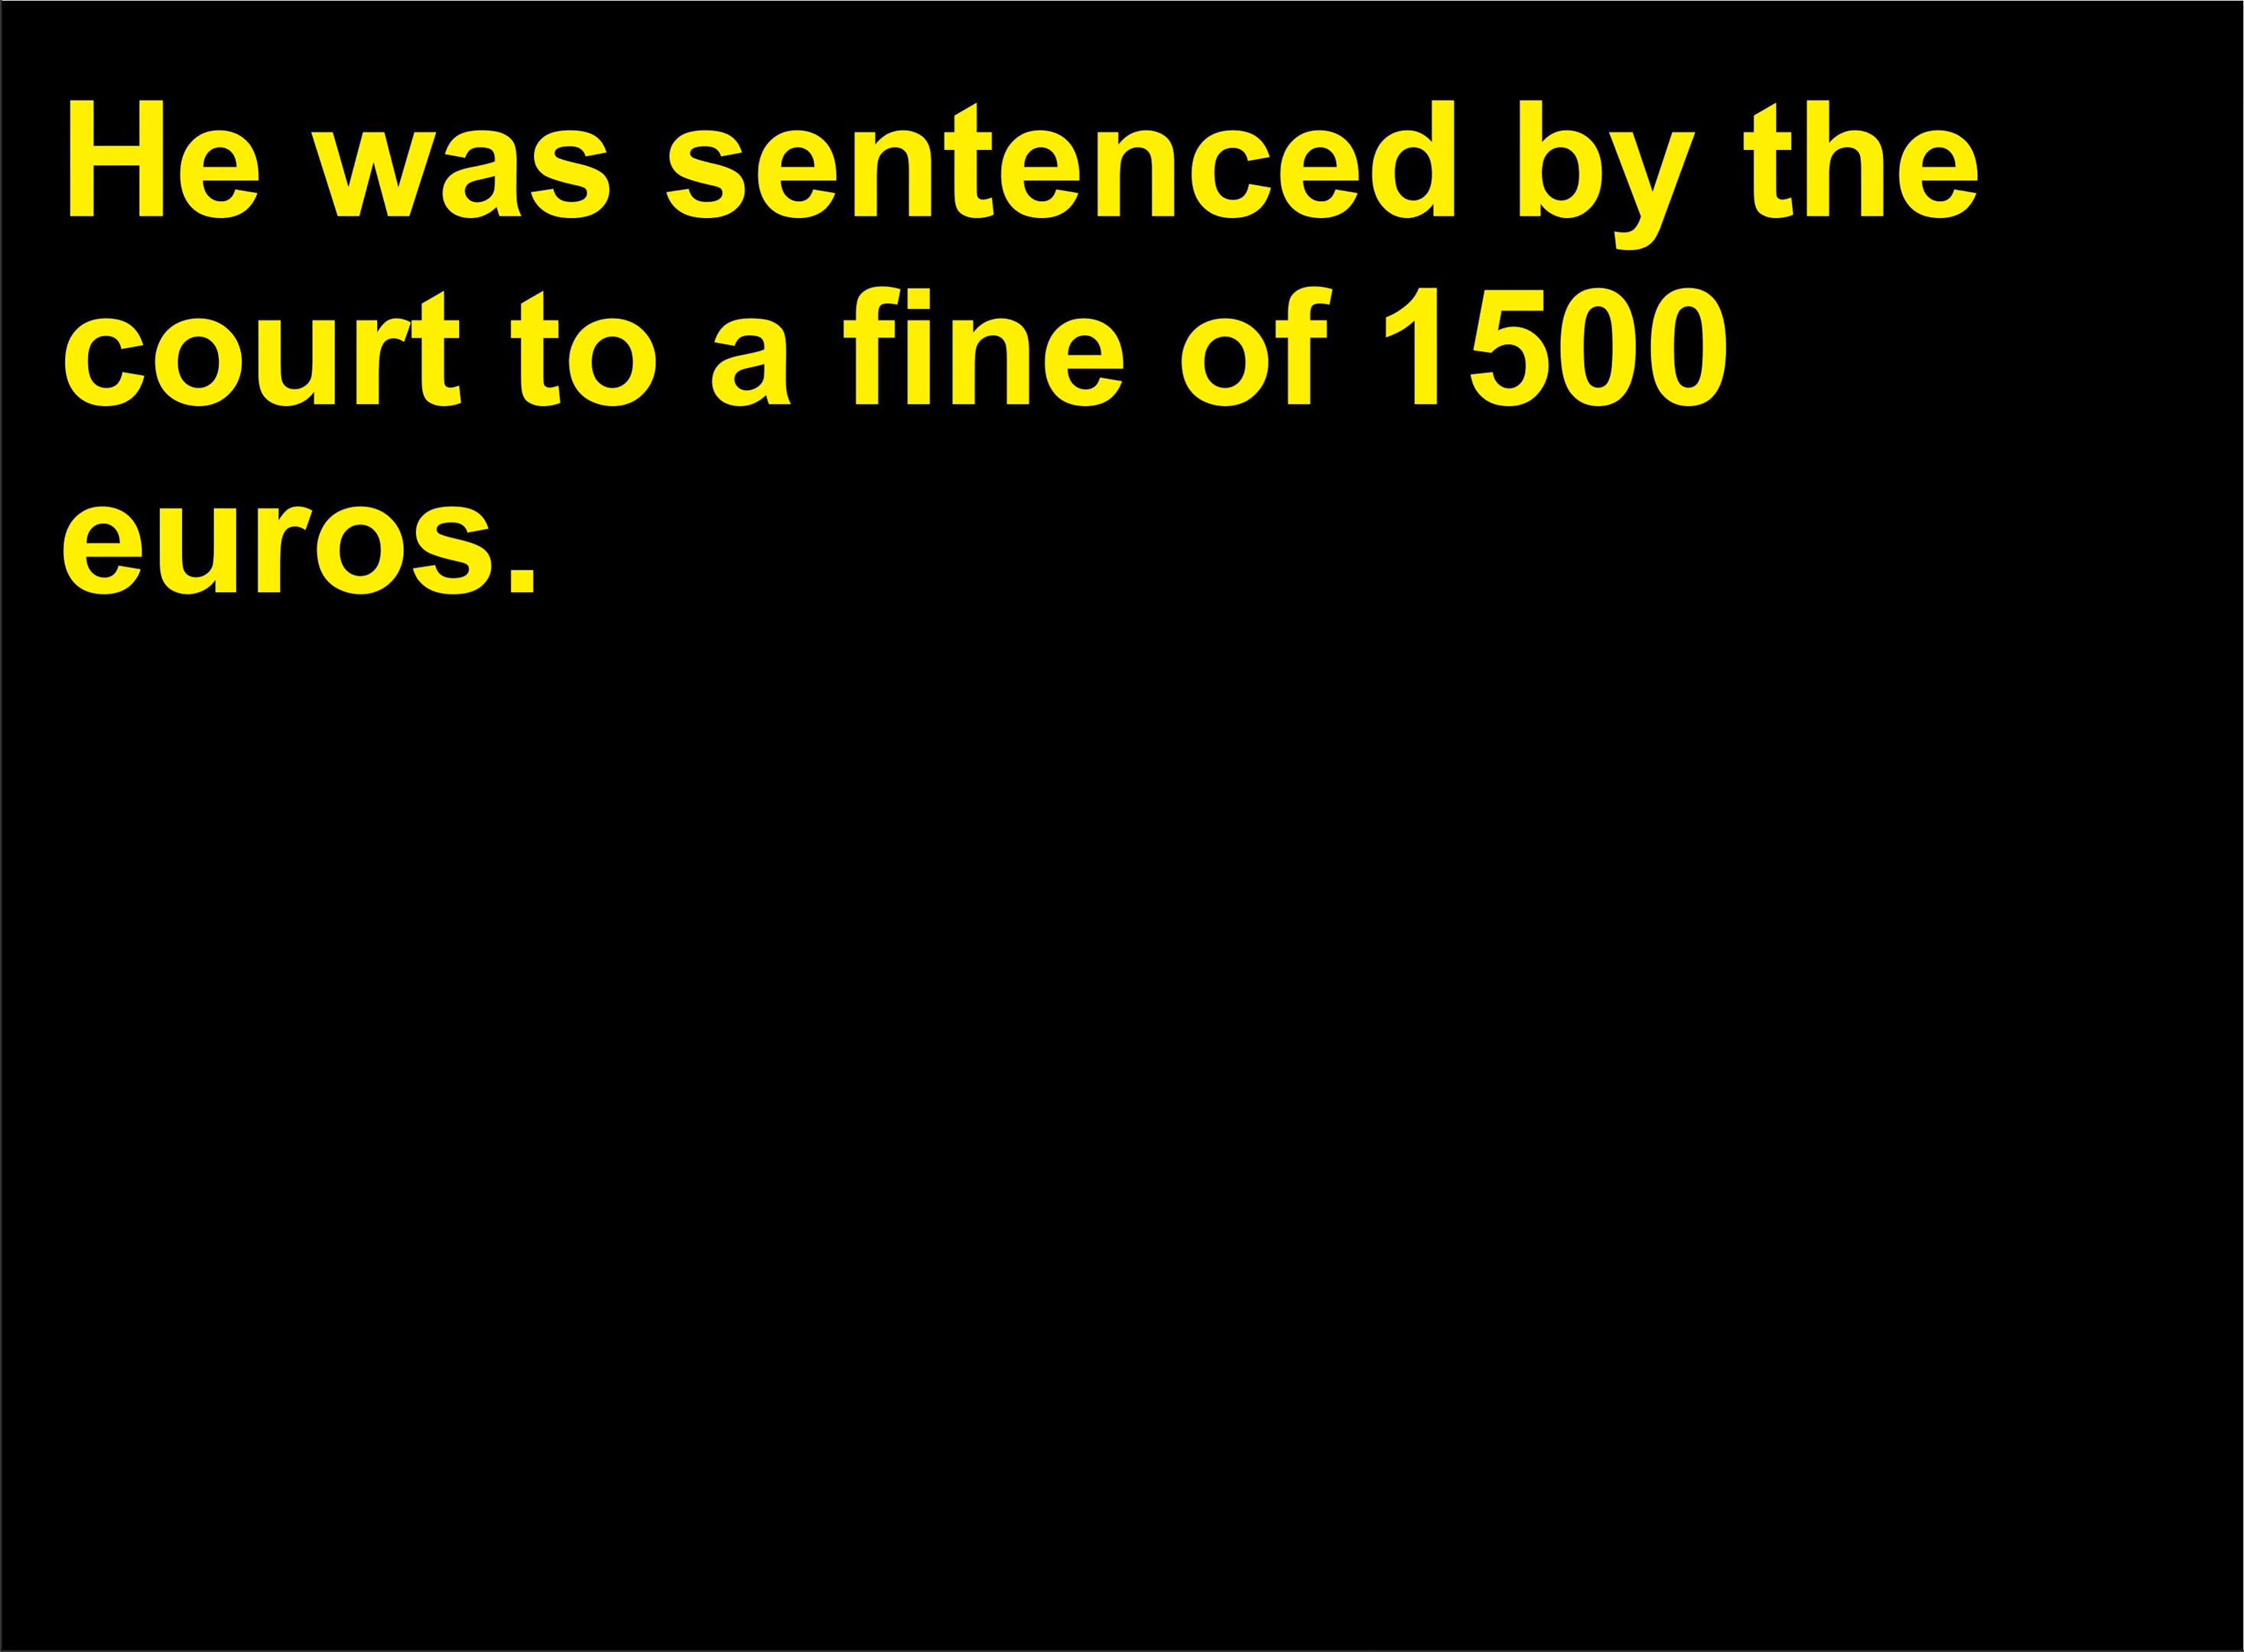 He was sentenced by the
court to a fine of 1500
euros.